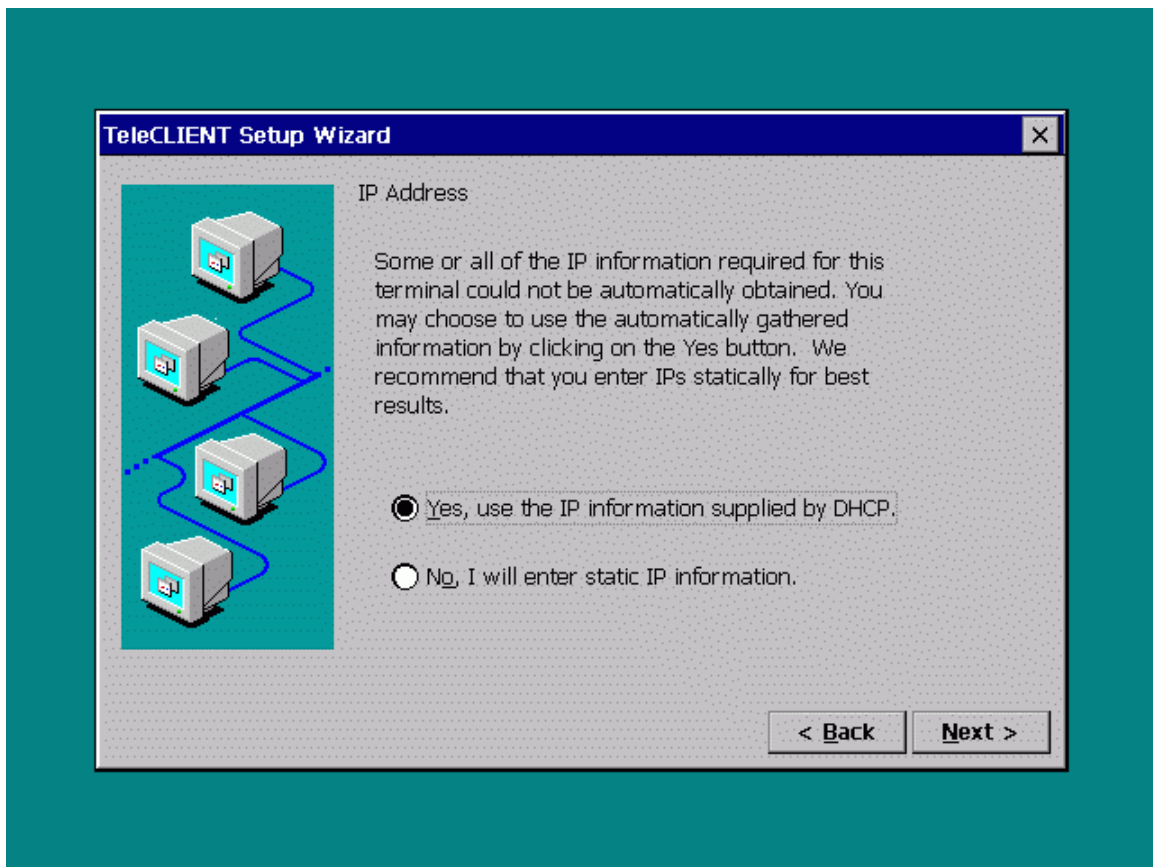 TeleCLIENT Setup Wizard
IP Address
Some or all of the IP information required for this
terminal could not be automatically obtained. You
may choose to use the automatically gathered
information by clicking on the Yes button.  We
recommend that you enter IPs statically for best
results.
Yes, use the IP information supplied by DHCP.
No, I will enter static IP information.
< Back
Next >